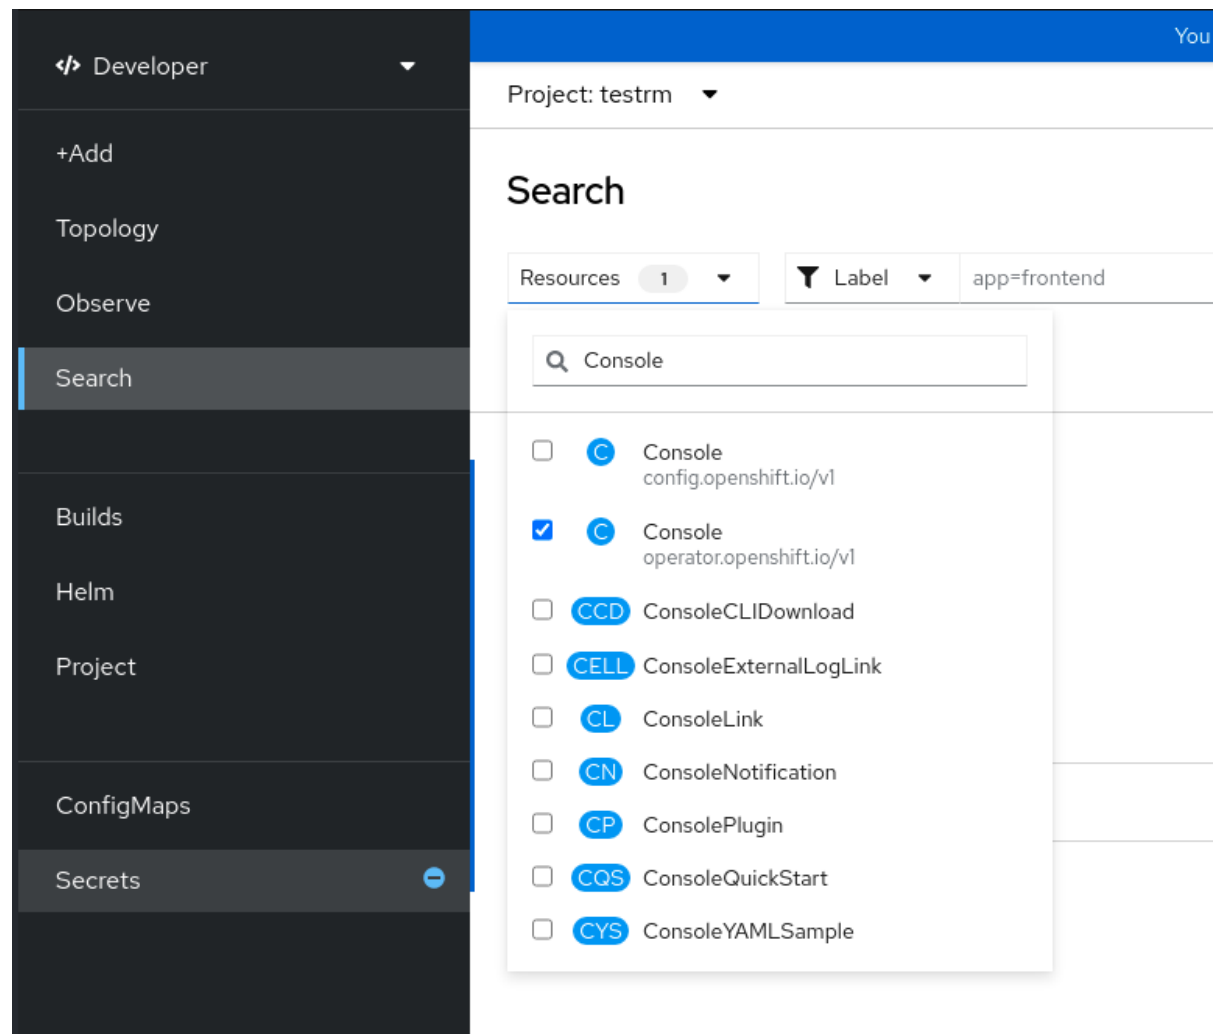 Developer
+Add
Topology
Observe
Search
Builds
Helm
Project
ConfigMaps
Secrets
You
Project: testrm
Search
Resources 1
Label
app=frontend
Console
C Console
config.openshift.io/v1
C Console
operator.openshift.io/v1
CCD ConsoleCLIDownload
CELL ConsoleExternalLogLink
CL ConsoleLink
CN ConsoleNotification
CP ConsolePlugin
CQS ConsoleQuickStart
CYS ConsoleYAMLSample